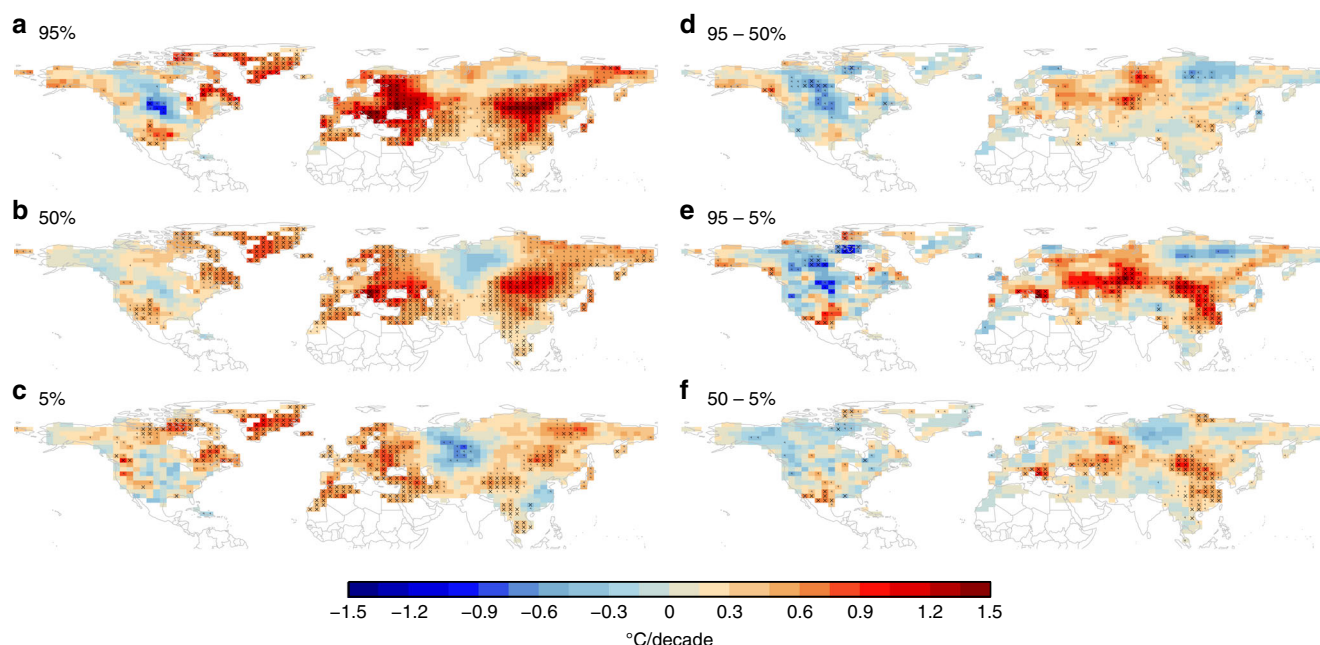 a 95%
b 50%
c 5%
d 95 – 50%
e 95 – 5%
f 50 – 5%
−1.5 −1.2 −0.9 −0.6 −0.3 0 0.3 0.6 0.9 1.2 1.5
°C/decade